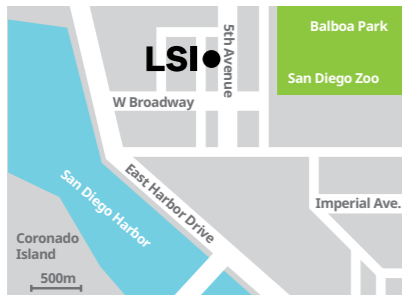 Balboa Park
5th Avenue
LSI
San Diego Zoo
W Broadway
East Harbor Drive
San Diego Harbor
Imperial Ave.
Coronado
Island
500m